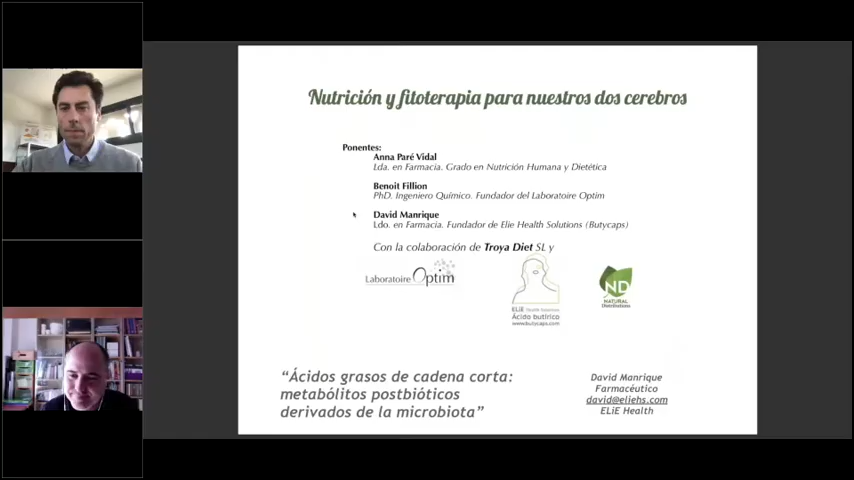 Nutrición y fitoterapia para nuestros dos cerebros
Ponentes:
Anna Paré Vidal
Lda. en Farmacia. Grado en Nutrición Humana y Dietética
Benoit Fillion
PhD. Ingeniero Químico. Fundador del Laboratoire Optim
David Manrique
Ldo. en Farmacia. Fundador de Elie Health Solutions (Butycaps)
Con la colaboración de Troya Diet SL y
Laboratoire Optim
ELiE Health Solutions
Ácido butírico
www.butycaps.com
ND
NATURAL
Distributions
“Ácidos grasos de cadena corta:
metabólitos postbióticos
derivados de la microbiota”
David Manrique
Farmacéutico
david@eliehs.com
ELiE Health